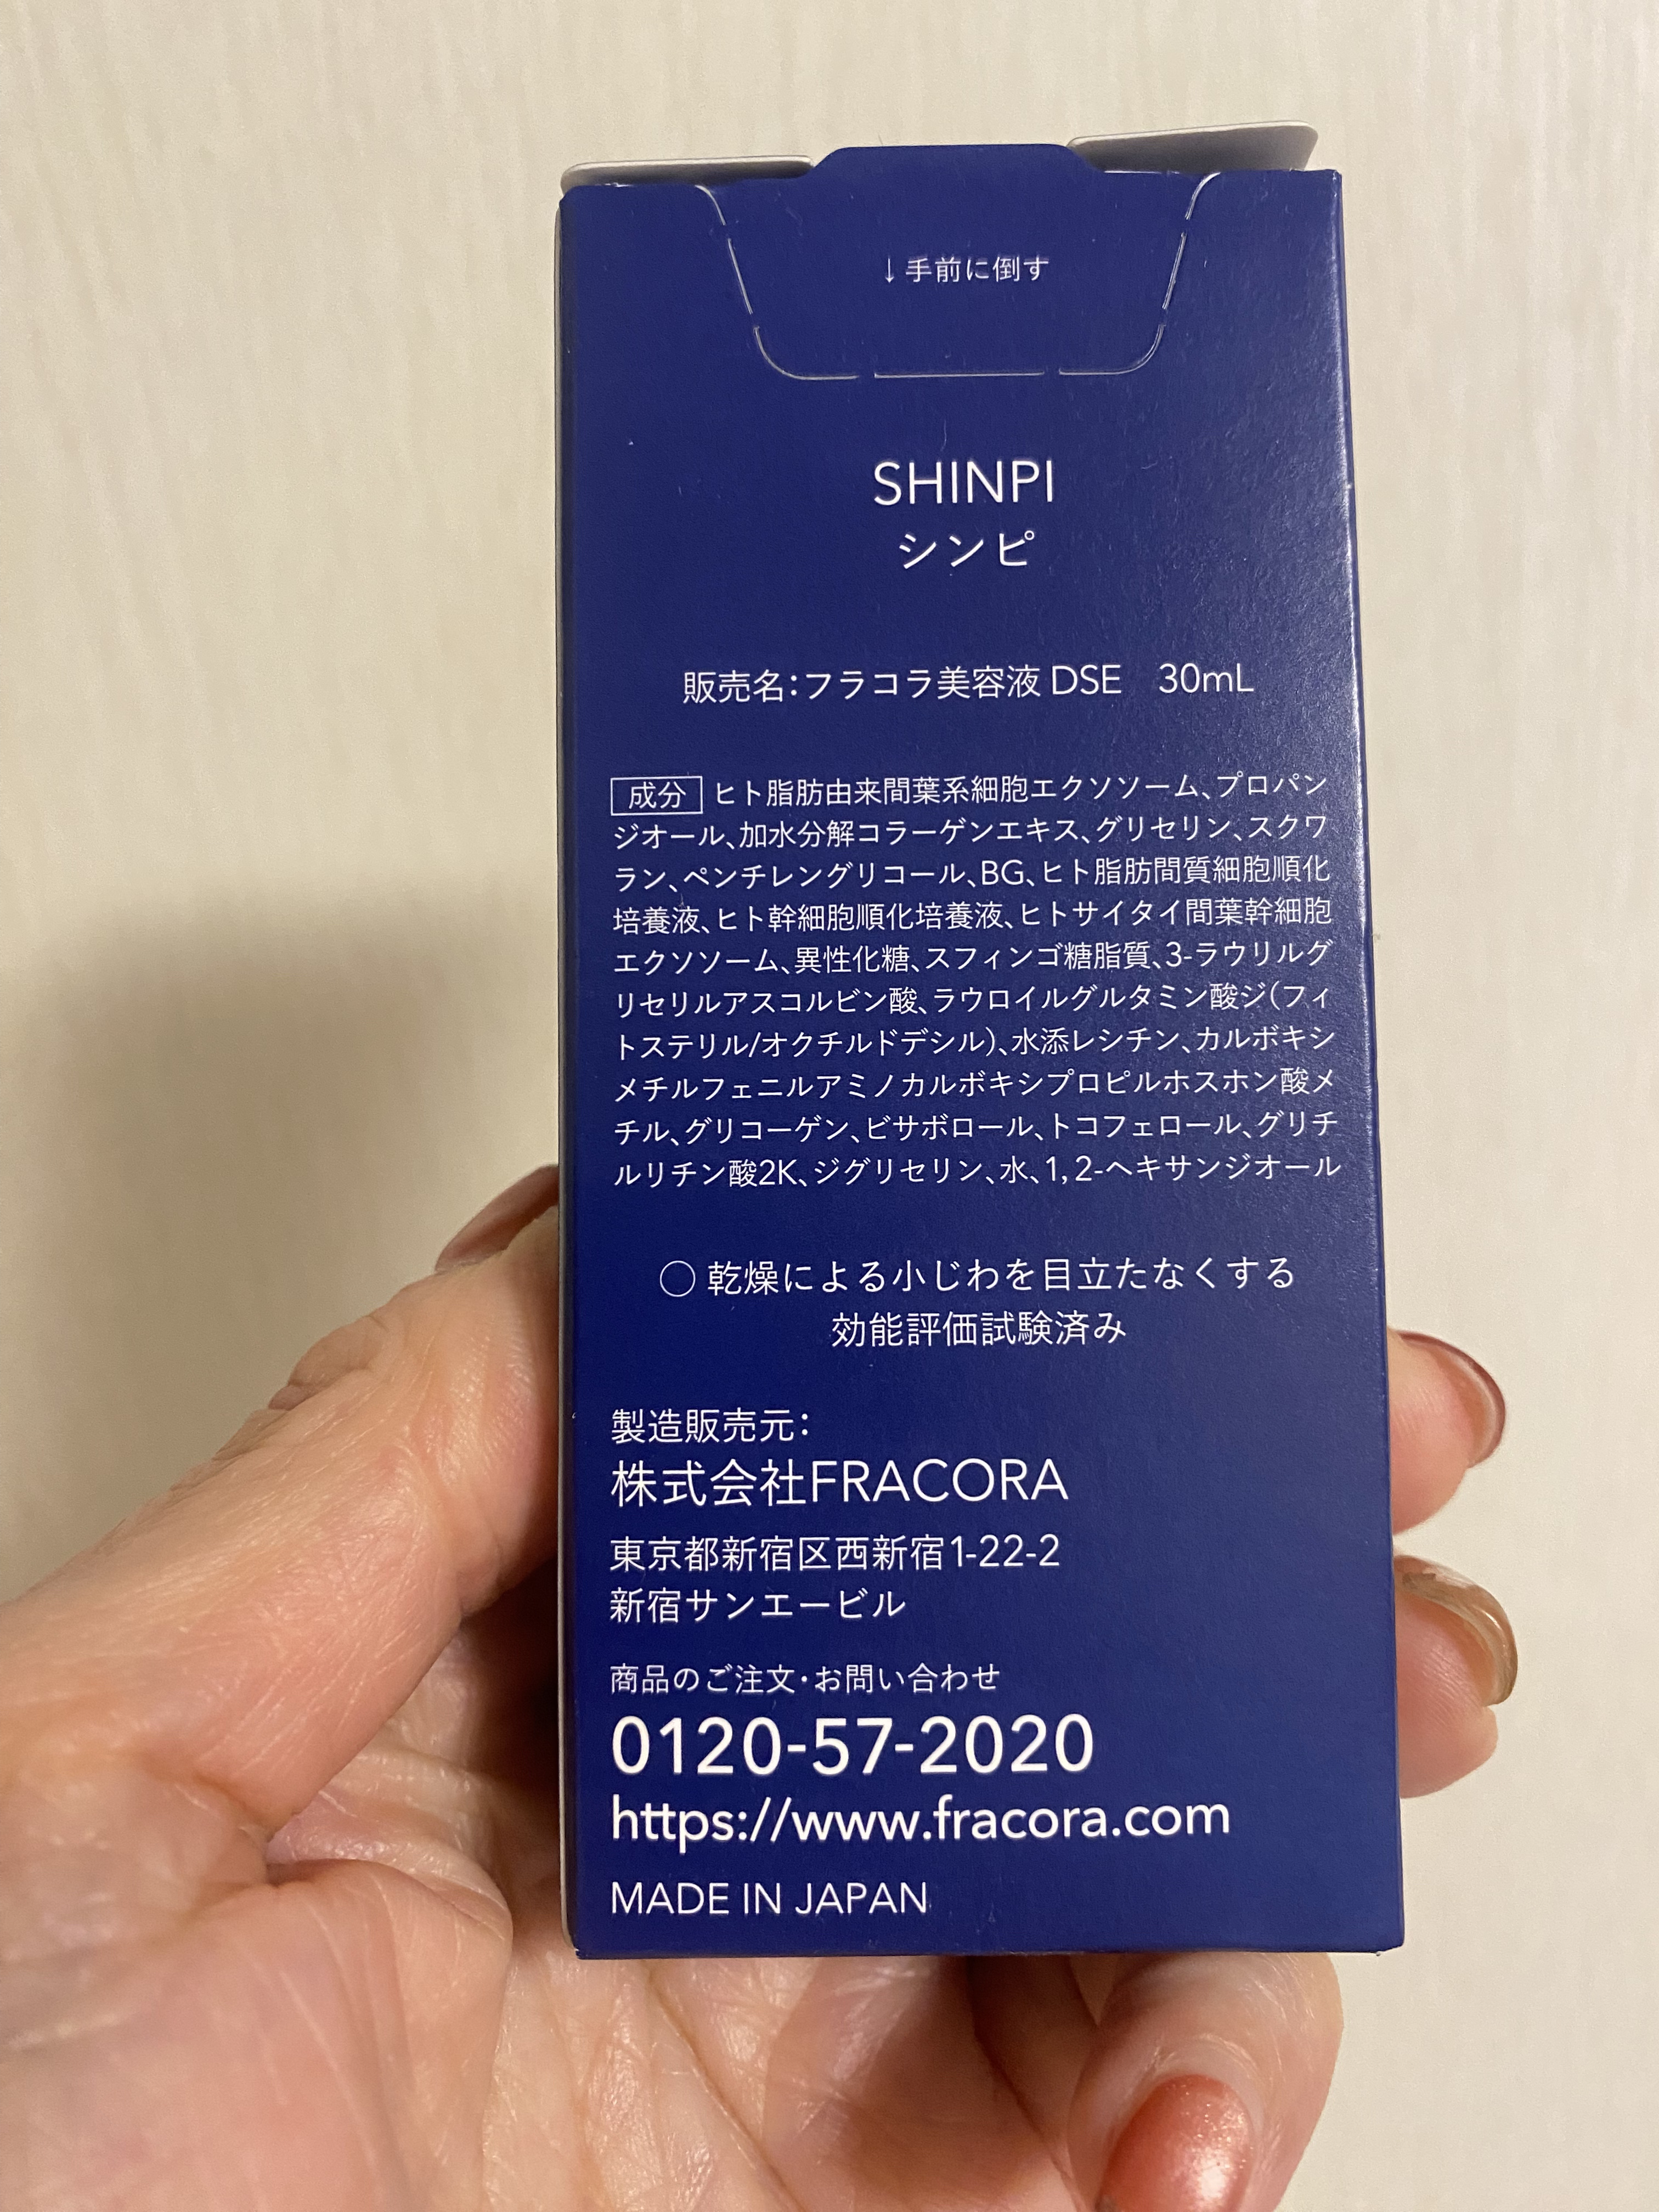 ↓手前に倒す
SHINPI
シンピ
販売名：フラコラ美容液 DSE　30mL
成分 ヒト脂肪由来間葉系細胞エクソソーム、プロパン
ジオール、加水分解コラーゲンエキス、グリセリン、スクワ
ラン、ペンチレングリコール、BG、ヒト脂肪間質細胞順化
培養液、ヒト幹細胞順化培養液、ヒトサイタイ間葉幹細胞
エクソソーム、異性化糖、スフィンゴ糖脂質、3-ラウリルグ
リセリルアスコルビン酸、ラウロイルグルタミン酸ジ(フィ
トステリル/オクチルドデシル)、水添レシチン、カルボキシ
メチルフェニルアミノカルボキシプロピルホスホン酸メ
チル、グリコーゲン、ビサボロール、トコフェロール、グリチ
ルリチン酸2K、ジグリセリン、水、1,2-ヘキサンジオール
〇 乾燥による小じわを目立たなくする
効能評価試験済み
製造販売元：
株式会社FRACORA
東京都新宿区西新宿1-22-2
新宿サンエービル
商品のご注文・お問い合わせ
0120-57-2020
https://www.fracora.com
MADE IN JAPAN